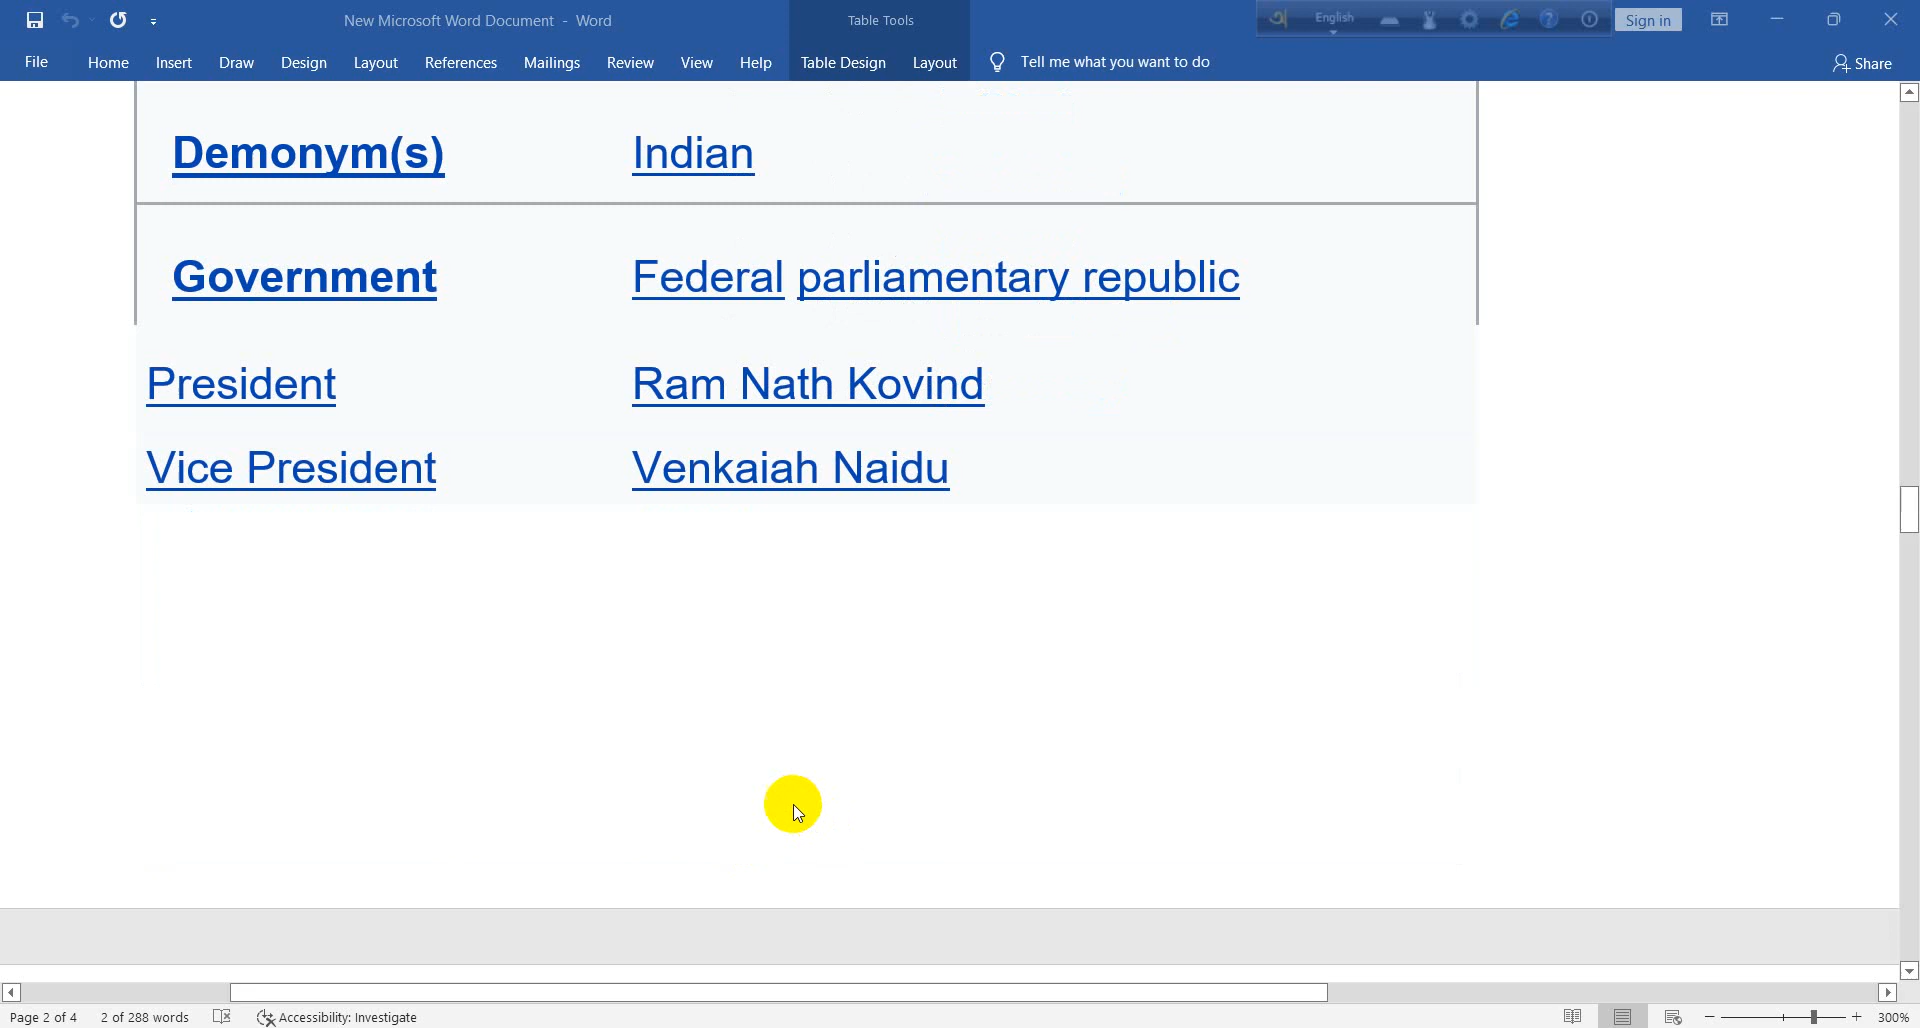 New Microsoft Word Document - Word
Table Tools
অ
English
Sign in
File Home Insert Draw Design Layout References Mailings Review View Help Table Design Layout Tell me what you want to do Share
Demonym(s) Indian
Government Federal parliamentary republic
President Ram Nath Kovind
Vice President Venkaiah Naidu
Page 2 of 4 2 of 288 words Accessibility: Investigate 300%